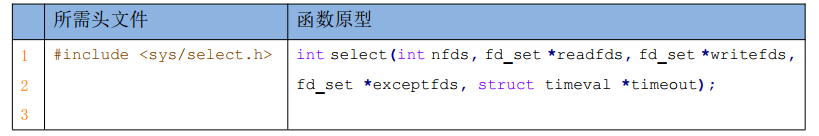 所需头文件 函数原型
1 #include <sys/select.h> int select(int nfds, fd_set *readfds, fd_set *writefds,
2 fd_set *exceptfds, struct timeval *timeout);
3